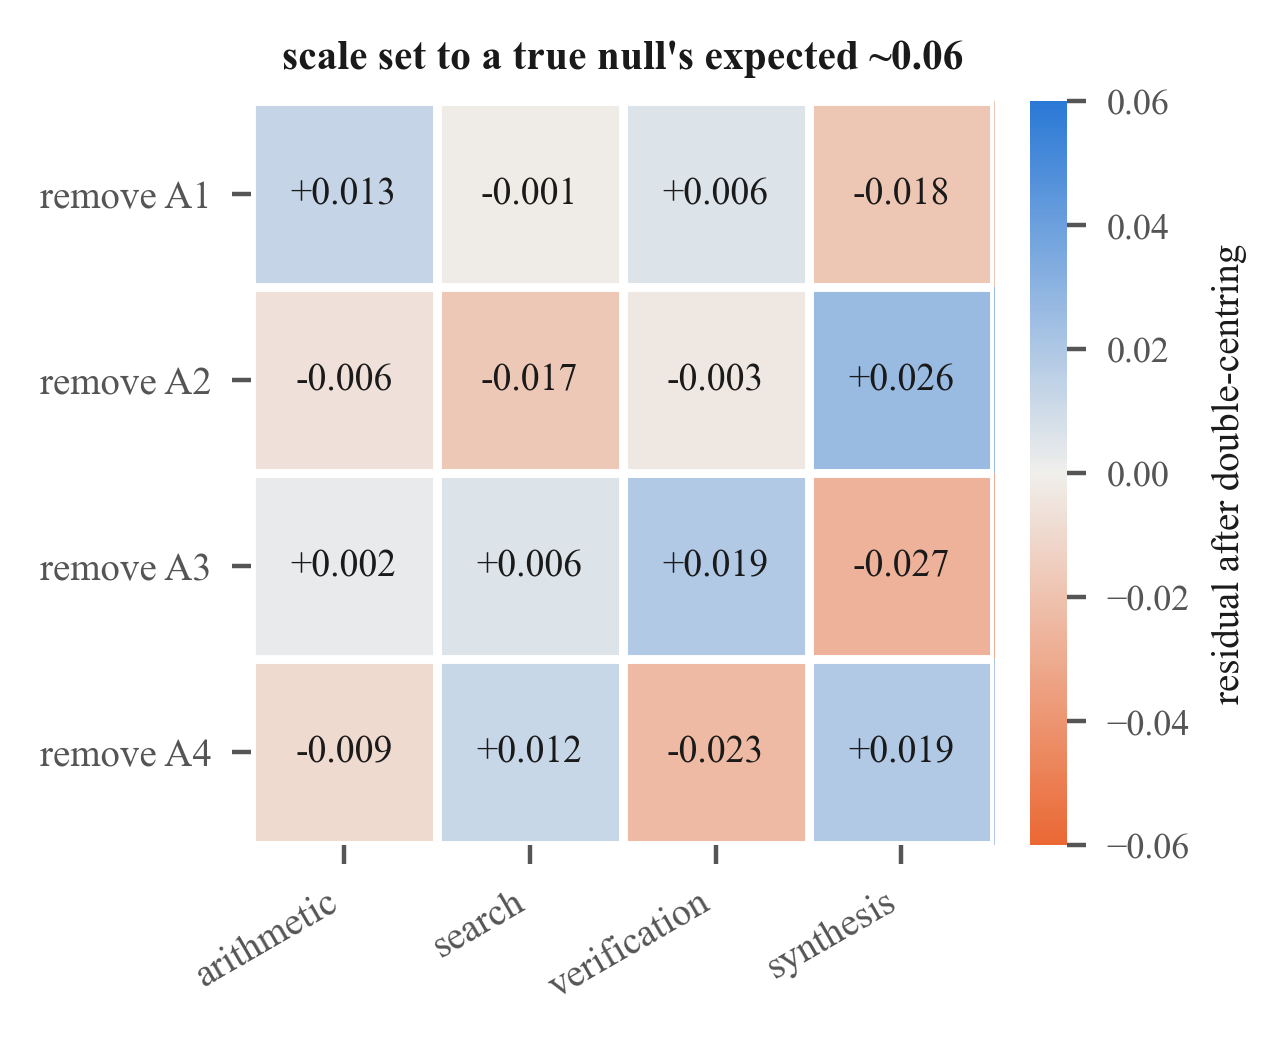 scale set to a true null's expected ~0.06
remove A1
+0.013
-0.001
+0.006
-0.018
remove A2
-0.006
-0.017
-0.003
+0.026
remove A3
+0.002
+0.006
+0.019
-0.027
remove A4
-0.009
+0.012
-0.023
+0.019
arithmetic
search
verification
synthesis
0.06
0.04
0.02
0.00
−0.02
−0.04
−0.06
residual after double-centring